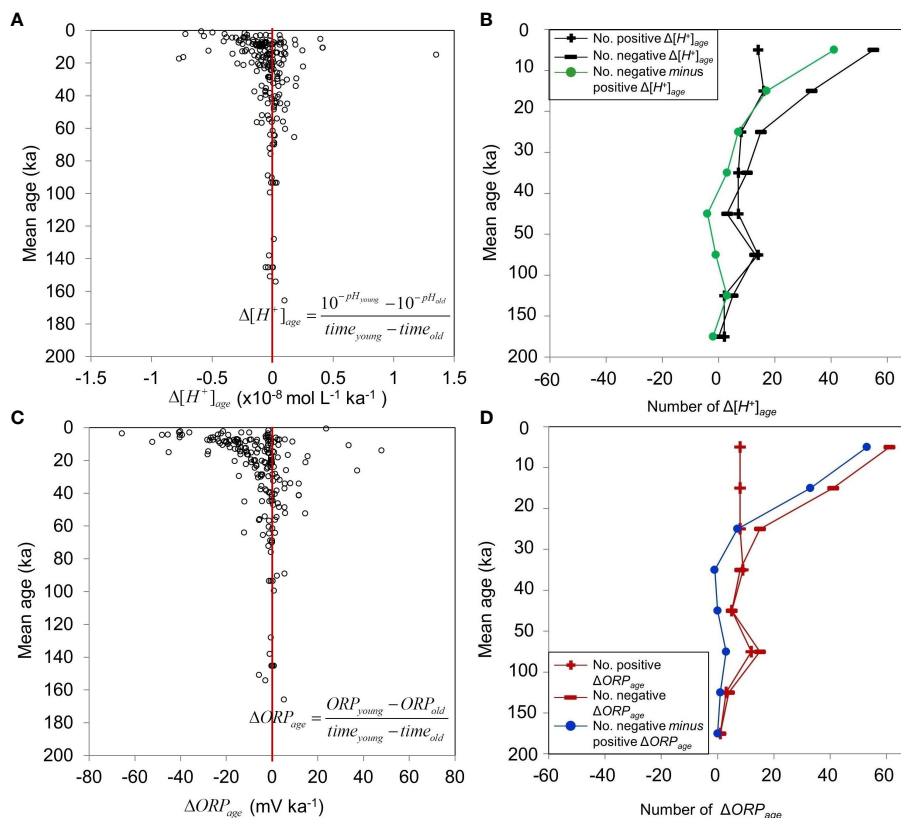 A
0
20
40
60
80
100
120
140
160
180
200
Mean age (ka)
-1.5
-1
-0.5
0
0.5
1
1.5
Δ[H⁺]age (x10⁻⁸ mol L⁻¹ ka⁻¹)
Δ[H⁺]age = (10^-pHyoung − 10^-pHold) / (timeyoung − timeold)
B
No. positive Δ[H⁺]age
No. negative Δ[H⁺]age
No. negative minus
positive Δ[H⁺]age
0
10
20
30
40
50
100
150
200
Mean age (ka)
-60
-40
-20
0
20
40
60
Number of Δ[H⁺]age
C
0
20
40
60
80
100
120
140
160
180
200
Mean age (ka)
-80
-60
-40
-20
0
20
40
60
80
ΔORPage (mV ka⁻¹)
ΔORPage = (ORPyoung − ORPold) / (timeyoung − timeold)
D
0
10
20
30
40
50
100
150
200
Mean age (ka)
No. positive
ΔORPage
No. negative
ΔORPage
No. negative minus
positive ΔORPage
-60
-40
-20
0
20
40
60
Number of ΔORPage